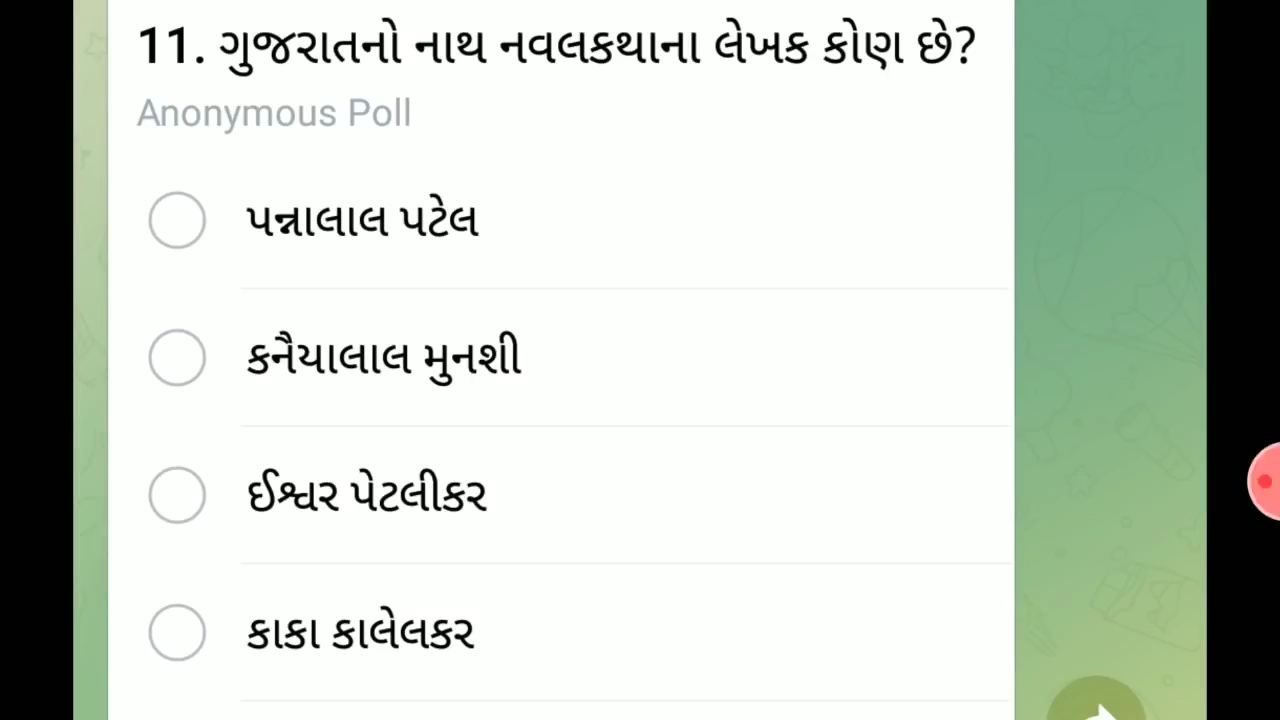 11. ગુજરાતનો નાથ નવલકથાના લેખક કોણ છે?
Anonymous Poll
પન્નાલાલ પટેલ
કનૈયાલાલ મુનશી
ઈશ્વર પેટલીકર
કાકા કાલેલકર